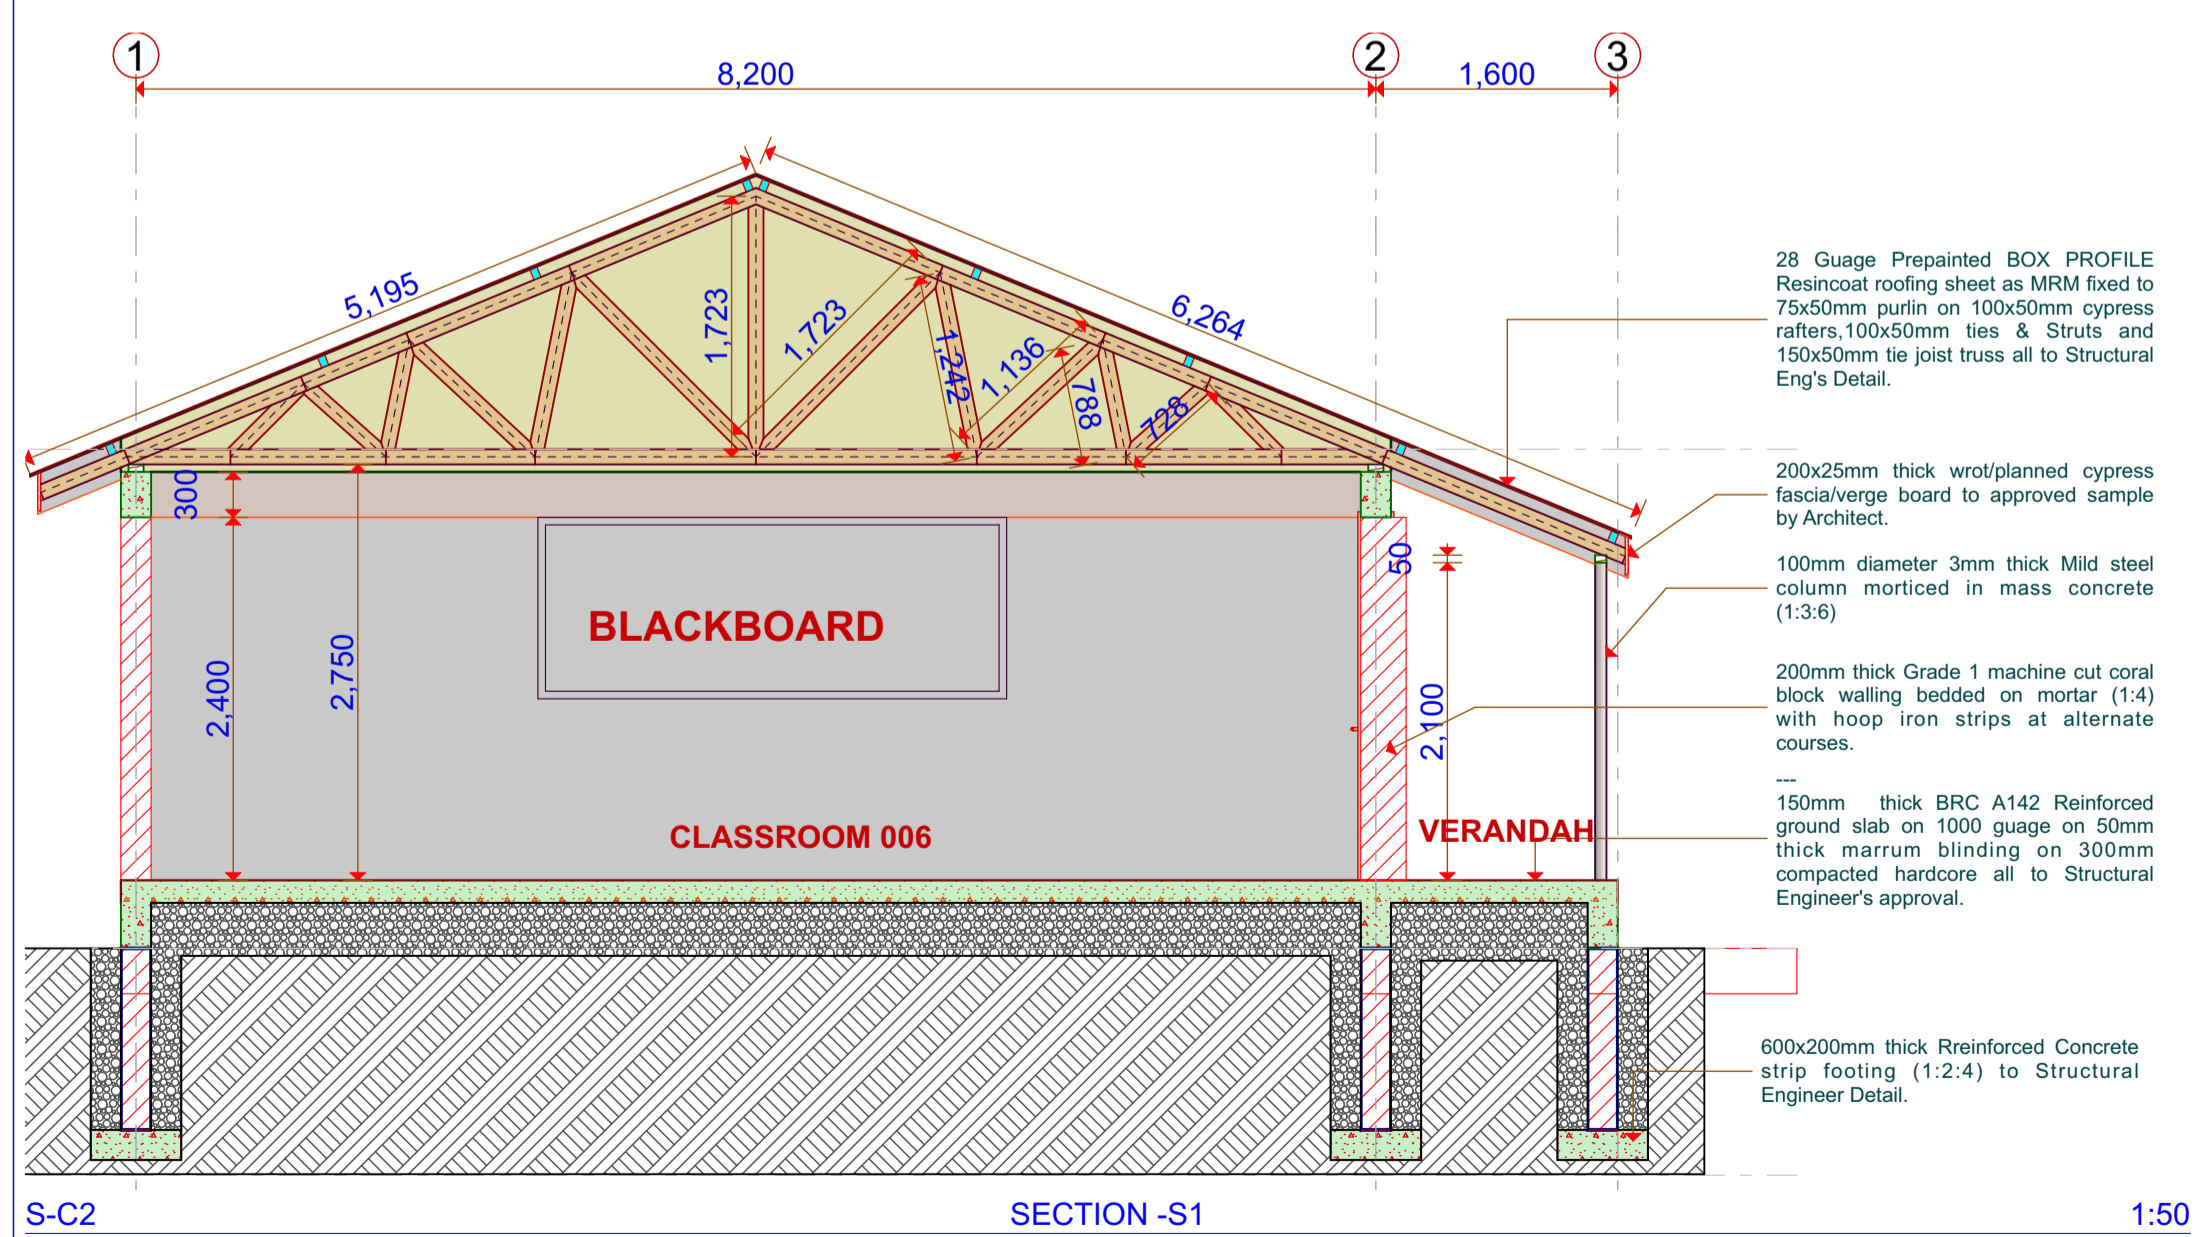 1
2
3
8,200
1,600
5,195
6,264
1,723
1,723
1,242
1,136
788
728
300
2,400
2,750
50
2,100
BLACKBOARD
CLASSROOM 006
VERANDAH
28 Guage Prepainted BOX PROFILE
Resincoat roofing sheet as MRM fixed to
75x50mm purlin on 100x50mm cypress
rafters,100x50mm ties & Struts and
150x50mm tie joist truss all to Structural
Eng's Detail.
200x25mm thick wrot/planned cypress
fascia/verge board to approved sample
by Architect.
100mm diameter 3mm thick Mild steel
column morticed in mass concrete
(1:3:6)
200mm thick Grade 1 machine cut coral
block walling bedded on mortar (1:4)
with hoop iron strips at alternate
courses.
---
150mm thick BRC A142 Reinforced
ground slab on 1000 guage on 50mm
thick marrum blinding on 300mm
compacted hardcore all to Structural
Engineer's approval.
600x200mm thick Rreinforced Concrete
strip footing (1:2:4) to Structural
Engineer Detail.
S-C2
SECTION -S1
1:50